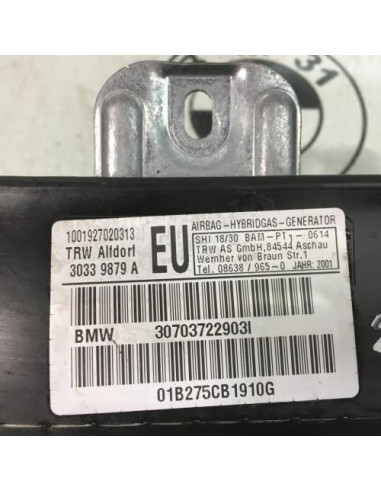 31
1001927020313
TRW Alfdorf
3033 9879 A
EU
AIRBAG-HYBRIDGAS-GENERATOR
SHI 18/30 BAM-PT1-0614
TRW AS GmbH,84544 Aschau
Wernher von Braun Str.1
Tel. 08638 / 965-0 JAHR: 2001
BMW 30703722903I
01B275CB1910G